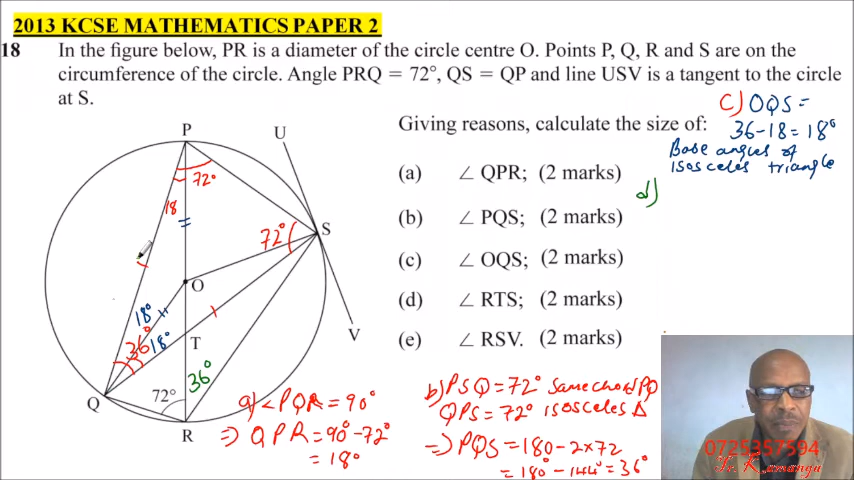 2013 KCSE MATHEMATICS PAPER 2
18 In the figure below, PR is a diameter of the circle centre O. Points P, Q, R and S are on the
circumference of the circle. Angle PRQ = 72°, QS = QP and line USV is a tangent to the circle
at S.
C) OQS =
36-18 = 18°
Base angles of
isosceles triangle
Giving reasons, calculate the size of:
(a) ∠ QPR; (2 marks)
d)
(b) ∠ PQS; (2 marks)
(c) ∠ OQS; (2 marks)
(d) ∠ RTS; (2 marks)
(e) ∠ RSV. (2 marks)
P
U
72°
18
72°
S
O
18°
36°
18°
T
V
36°
72°
Q
R
a) ∠PQR = 90°
⇒ QPR = 90° - 72°
= 18°
b) PSQ = 72° same chord PQ
QPS = 72° isosceles Δ
⇒ PQS = 180 - 2×72
= 180° - 144° = 36°
0725357594
Tr. Kamangu